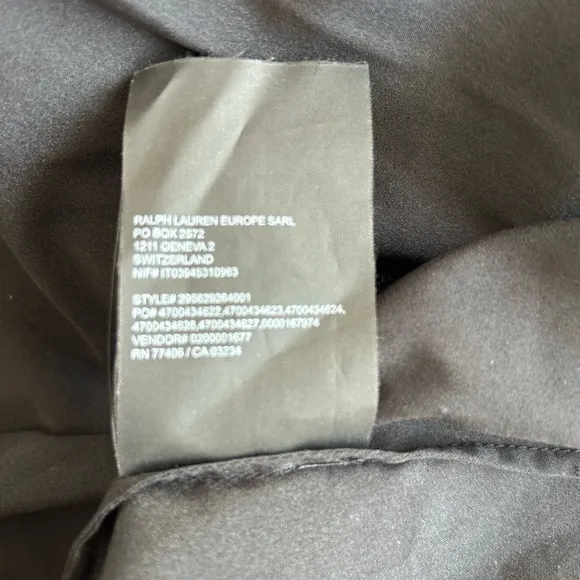 RALPH LAUREN EUROPE SARL
PO BOX 2572
1211 GENEVA 2
SWITZERLAND
NIF# IT03945310963
STYLE# 295629364001
PO# 4700434622,4700434623,4700434624,
4700434626,4700434627,0000167974
VENDOR# 0200001677
RN 77406 / CA 03234